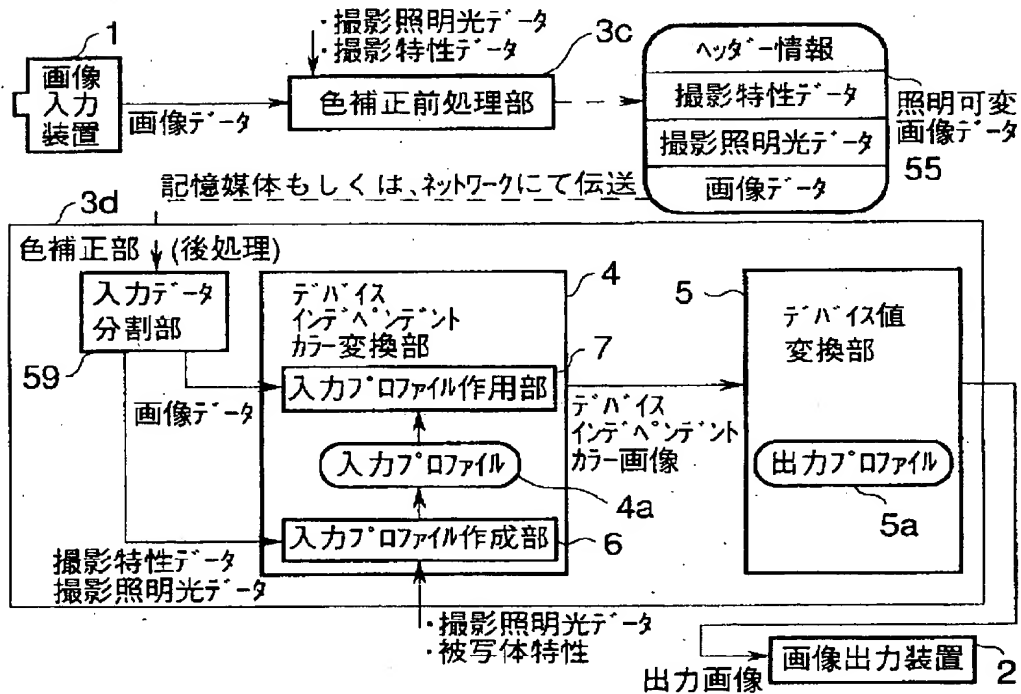 1
画像
入力
装置
画像データ
・撮影照明光データ
・撮影特性データ
3c
色補正前処理部
ヘッダー情報
撮影特性データ
撮影照明光データ
画像データ
照明可変
画像データ
55
記憶媒体もしくは、ネットワークにて伝送
3d
色補正部 (後処理)
入力データ
分割部
59
画像データ
撮影特性データ
撮影照明光データ
4
デバイス
インデペンデント
カラー変換部
7
入力プロファイル作用部
入力プロファイル
4a
入力プロファイル作成部
6
・撮影照明光データ
・被写体特性
デバイス
インデペンデント
カラー画像
5
デバイス値
変換部
出力プロファイル
5a
出力画像
画像出力装置
2